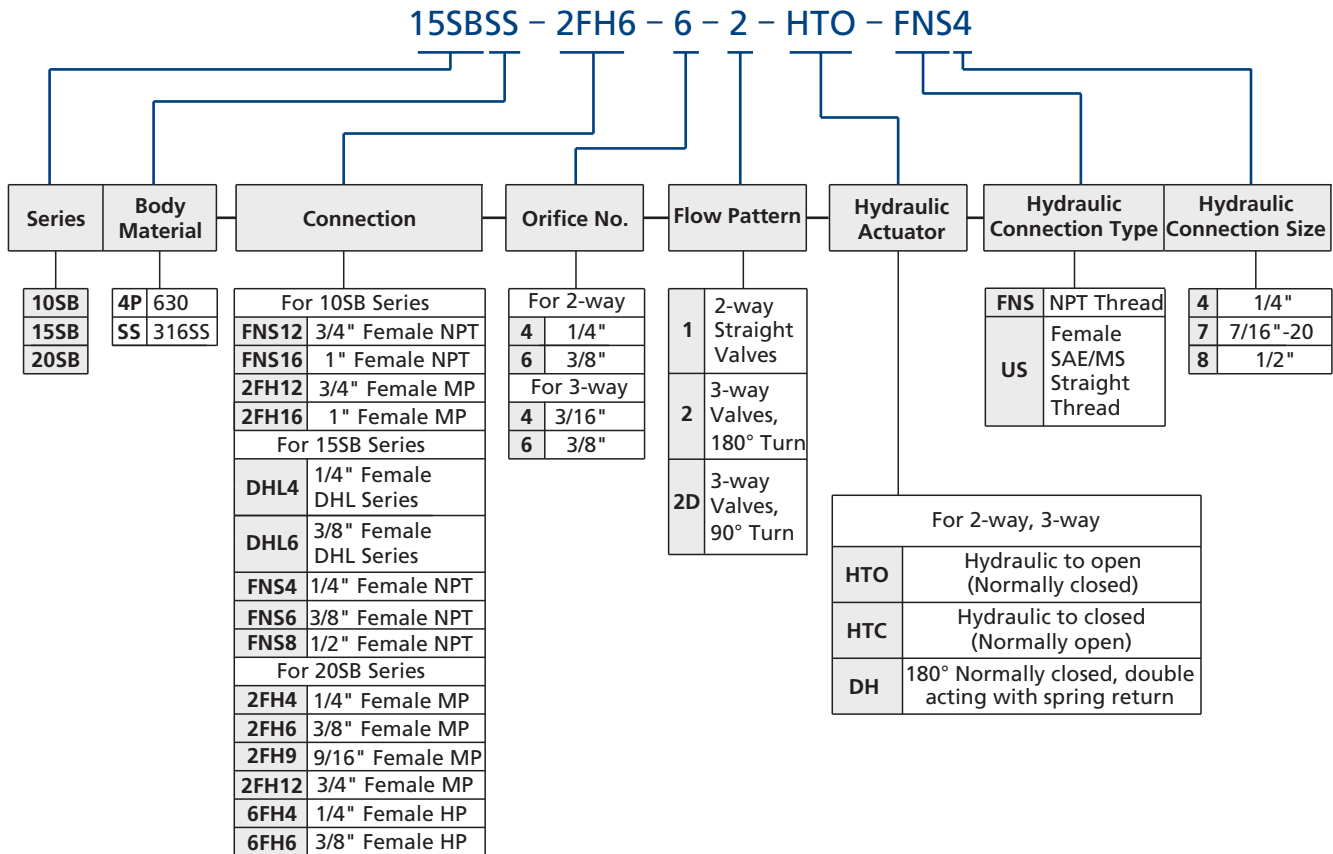 15SBSS – 2FH6 – 6 – 2 – HTO – FNS4
Series
Body
Material
Connection
Orifice No.
Flow Pattern
Hydraulic
Actuator
Hydraulic
Connection Type
Hydraulic
Connection Size
10SB
15SB
20SB
4P 630
SS 316SS
For 10SB Series
FNS12 3/4" Female NPT
FNS16 1" Female NPT
2FH12 3/4" Female MP
2FH16 1" Female MP
For 15SB Series
DHL4 1/4" Female
DHL Series
DHL6 3/8" Female
DHL Series
FNS4 1/4" Female NPT
FNS6 3/8" Female NPT
FNS8 1/2" Female NPT
For 20SB Series
2FH4 1/4" Female MP
2FH6 3/8" Female MP
2FH9 9/16" Female MP
2FH12 3/4" Female MP
6FH4 1/4" Female HP
6FH6 3/8" Female HP
For 2-way
4 1/4"
6 3/8"
For 3-way
4 3/16"
6 3/8"
1 2-way
Straight
Valves
2 3-way
Valves,
180° Turn
2D 3-way
Valves,
90° Turn
For 2-way, 3-way
HTO Hydraulic to open
(Normally closed)
HTC Hydraulic to closed
(Normally open)
DH 180° Normally closed, double
acting with spring return
FNS NPT Thread
US Female
SAE/MS
Straight
Thread
4 1/4"
7 7/16"-20
8 1/2"